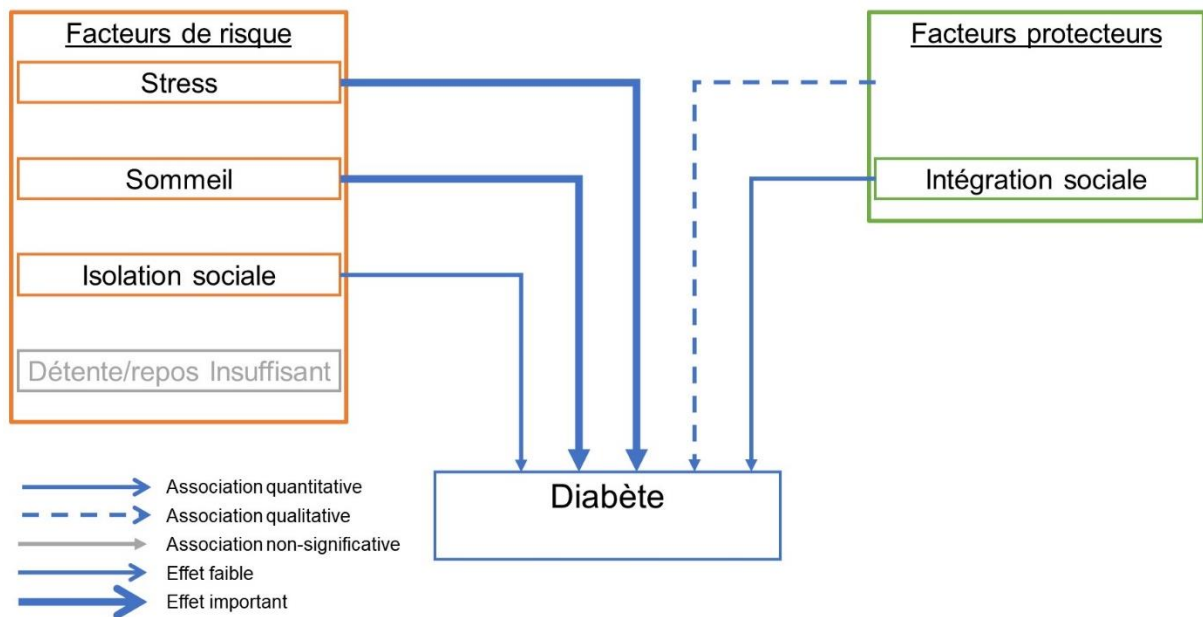 Facteurs de risque
Stress
Sommeil
Isolation sociale
Détente/repos Insuffisant
Facteurs protecteurs
Intégration sociale
Diabète
Association quantitative
Association qualitative
Association non-significative
Effet faible
Effet important